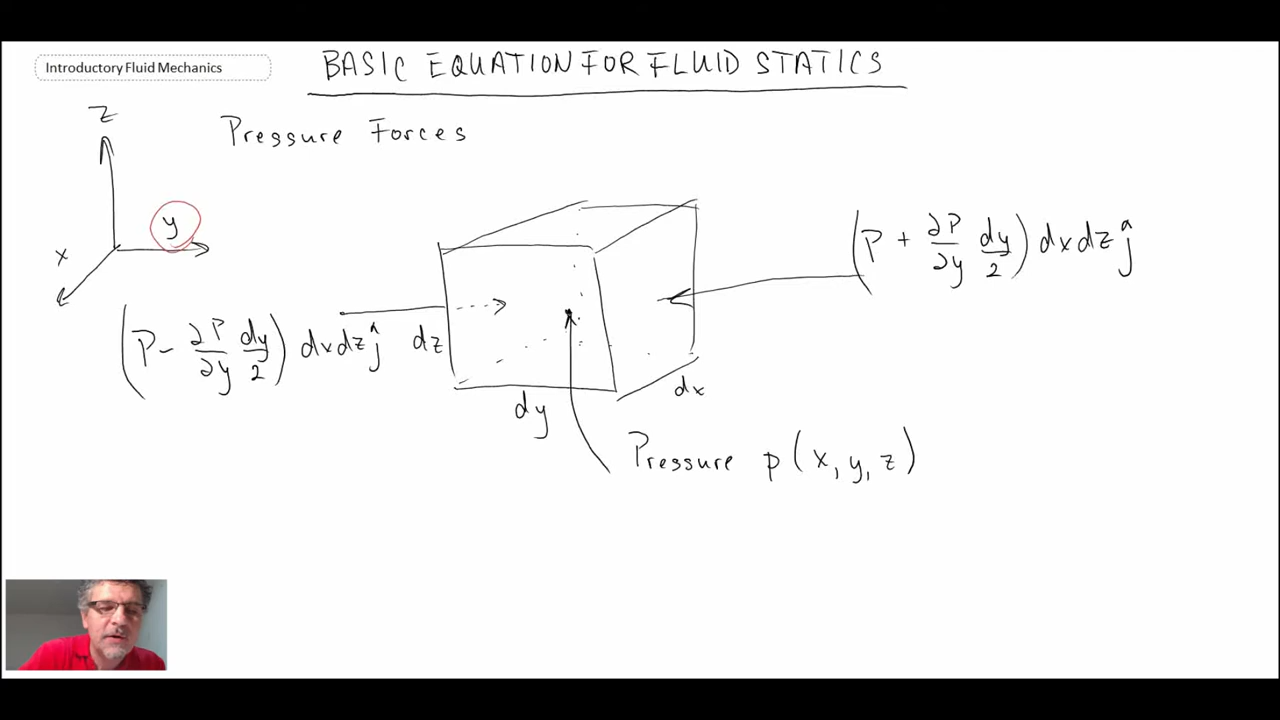 Introductory Fluid Mechanics
BASIC EQUATION FOR FLUID STATICS
z
Pressure Forces
y
x
(P + ∂P/∂y dy/2) dx dz ĵ
(P - ∂P/∂y dy/2) dx dz ĵ
dz
dx
dy
Pressure p(x, y, z)